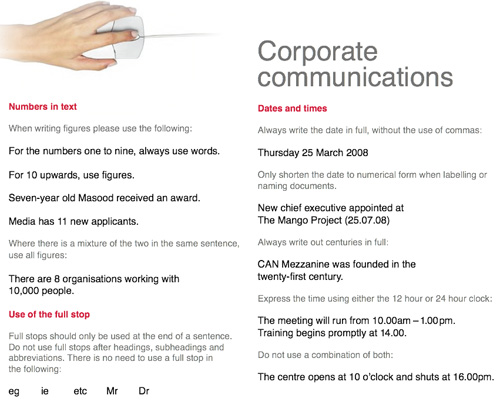 Corporate
communications
Numbers in text
When writing figures please use the following:
For the numbers one to nine, always use words.
For 10 upwards, use figures.
Seven-year old Masood received an award.
Media has 11 new applicants.
Where there is a mixture of the two in the same sentence,
use all figures:
There are 8 organisations working with
10,000 people.
Use of the full stop
Full stops should only be used at the end of a sentence.
Do not use full stops after headings, subheadings and
abbreviations. There is no need to use a full stop in
the following:
eg ie etc Mr Dr
Dates and times
Always write the date in full, without the use of commas:
Thursday 25 March 2008
Only shorten the date to numerical form when labelling or
naming documents.
New chief executive appointed at
The Mango Project (25.07.08)
Always write out centuries in full:
CAN Mezzanine was founded in the
twenty-first century.
Express the time using either the 12 hour or 24 hour clock:
The meeting will run from 10.00am – 1.00pm.
Training begins promptly at 14.00.
Do not use a combination of both:
The centre opens at 10 o'clock and shuts at 16.00pm.